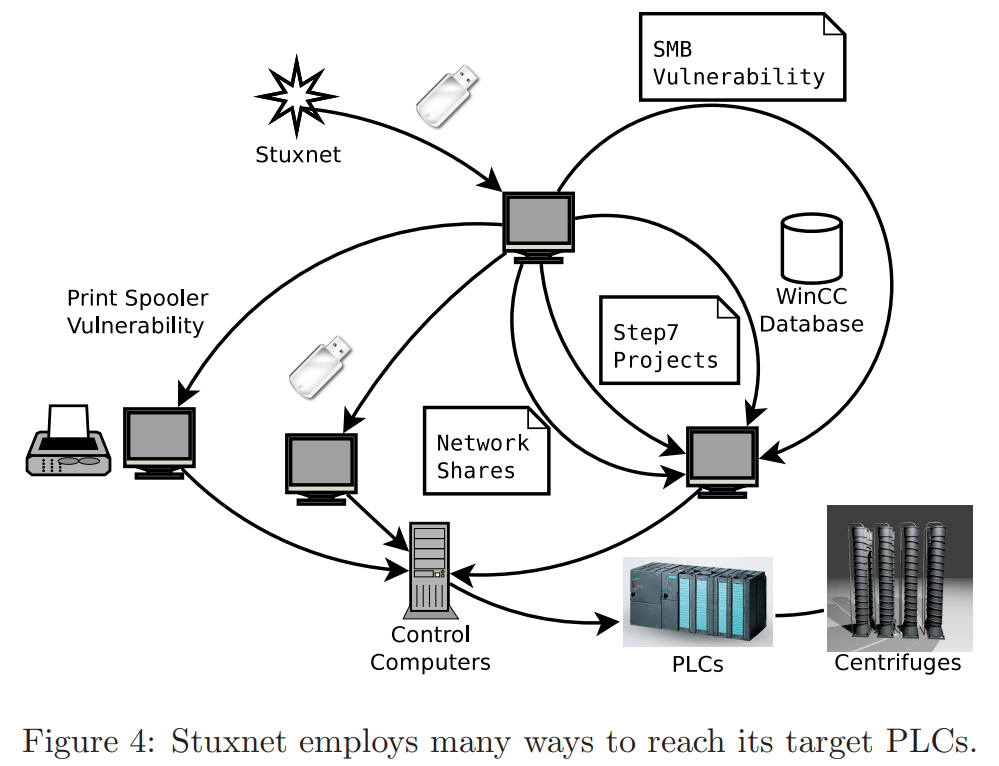 SMB
Vulnerability
Stuxnet
WinCC
Database
Print Spooler
Vulnerability
Step7
Projects
Network
Shares
Control
Computers
PLCs
Centrifuges
Figure 4: Stuxnet employs many ways to reach its target PLCs.